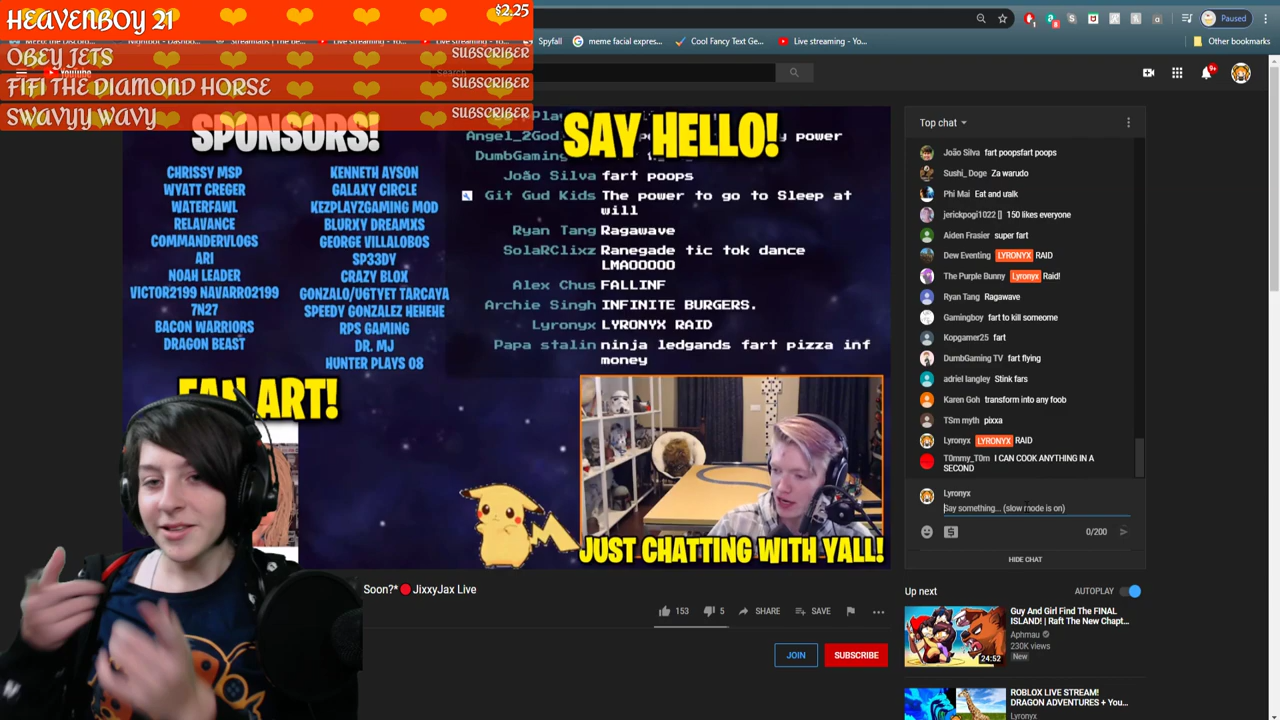 HEAVENBOY 21
$2.25
OBEY JETS
SUBSCRIBER
FIFI THE DIAMOND HORSE
SUBSCRIBER
SWAVYY WAVY
SUBSCRIBER
Paused
Spyfall
meme facial expres...
Cool Fancy Text Ge...
Live streaming - Yo...
Other bookmarks
9+
SPONSORS!
CHRISSY MSP
WYATT CREGER
WATERFAWL
RELAVANCE
COMMANDERVLOGS
ARI
NOAH LEADER
VICTOR2199 NAVARRO2199
7N27
BACON WARRIORS
DRAGON BEAST
KENNETH AYSON
GALAXY CIRCLE
KEZPLAYZGAMING MOD
BLURXY DREAMXS
GEORGE VILLALOBOS
SP33DY
CRAZY BLOX
GONZALO/UGTYET TARCAYA
SPEEDY GONZALEZ HEHEHE
RPS GAMING
DR. MJ
HUNTER PLAYS 08
SAY HELLO!
power
DumbGaming
João Silva fart poops
Git Gud Kids The power to go to Sleep at
will
Ryan Tang Ragawave
SolaRClixz Ranegade tic tok dance
LMAOOOOO
Alex Chus FALLINF
Archie Singh INFINITE BURGERS.
Lyronyx LYRONYX RAID
Papa stalin ninja ledgands fart pizza inf
money
FAN ART!
JUST CHATTING WITH YALL!
Top chat
João Silva fart poopsfart poops
Sushi_ Doge Za warudo
Phi Mai Eat and walk
jerickpogi1022 [] 150 likes everyone
Aiden Frasier super fart
Dew Eventing LYRONYX RAID
The Purple Bunny Lyronyx Raid!
Ryan Tang Ragawave
Gamingboy fart to kill someome
Kopgamer25 fart
DumbGaming TV fart flying
adriel langley Stink fars
Karen Goh transform into any foob
TSm myth pixxa
Lyronyx LYRONYX RAID
T0mmy_T0m I CAN COOK ANYTHING IN A
SECOND
Lyronyx
Say something... (slow mode is on)
0/200
HIDE CHAT
Soon?* JixxyJax Live
153
5
SHARE
SAVE
JOIN
SUBSCRIBE
Up next
AUTOPLAY
Guy And Girl Find The FINAL
ISLAND! | Raft The New Chapt...
Aphmau
230K views
New
24:52
ROBLOX LIVE STREAM!
DRAGON ADVENTURES + You...
Lyronyx